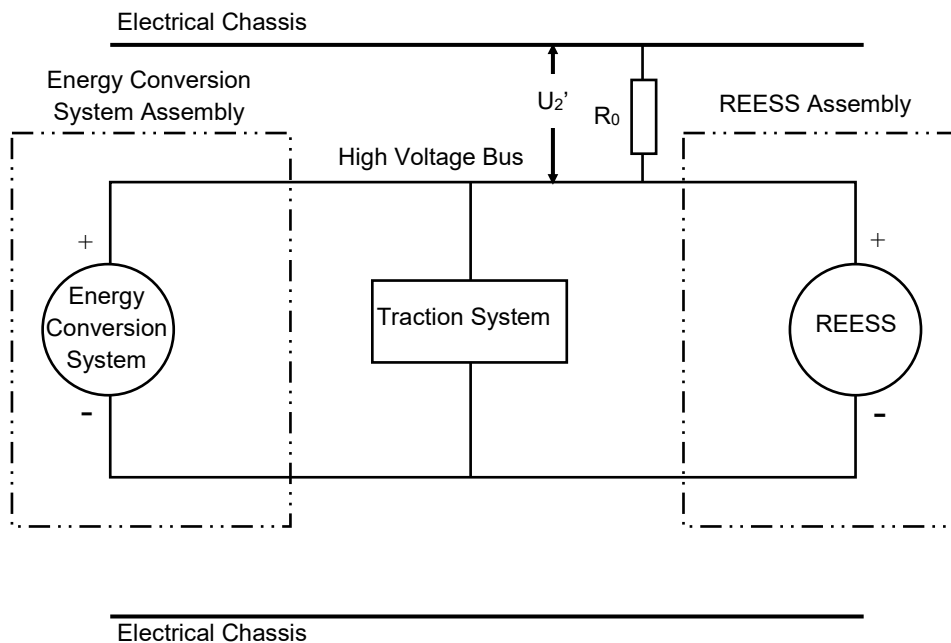 Electrical Chassis
Energy Conversion
System Assembly
U2’
R0
REESS Assembly
High Voltage Bus
+
+
Energy
Conversion
System
Traction System
REESS
-
-
Electrical Chassis